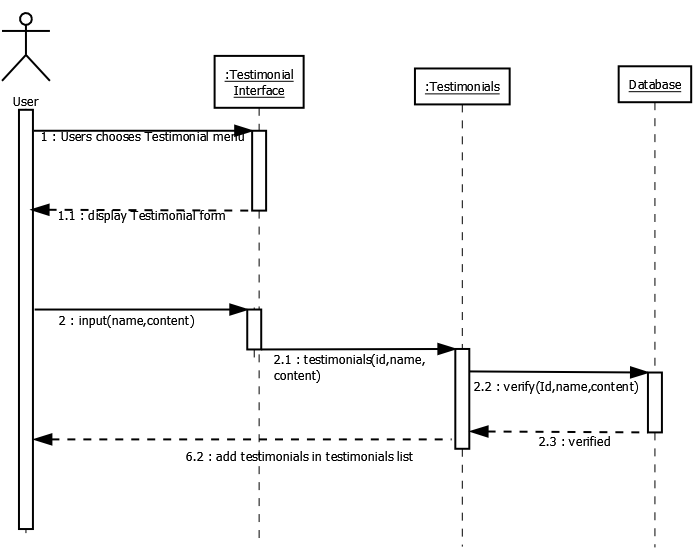 :Testimonial
Interface
:Testimonials
Database
User
1 : Users chooses Testimonial menu
1.1 : display Testimonial form
2 : input(name,content)
2.1 : testimonials(id,name,
content)
2.2 : verify(Id,name,content)
2.3 : verified
6.2 : add testimonials in testimonials list